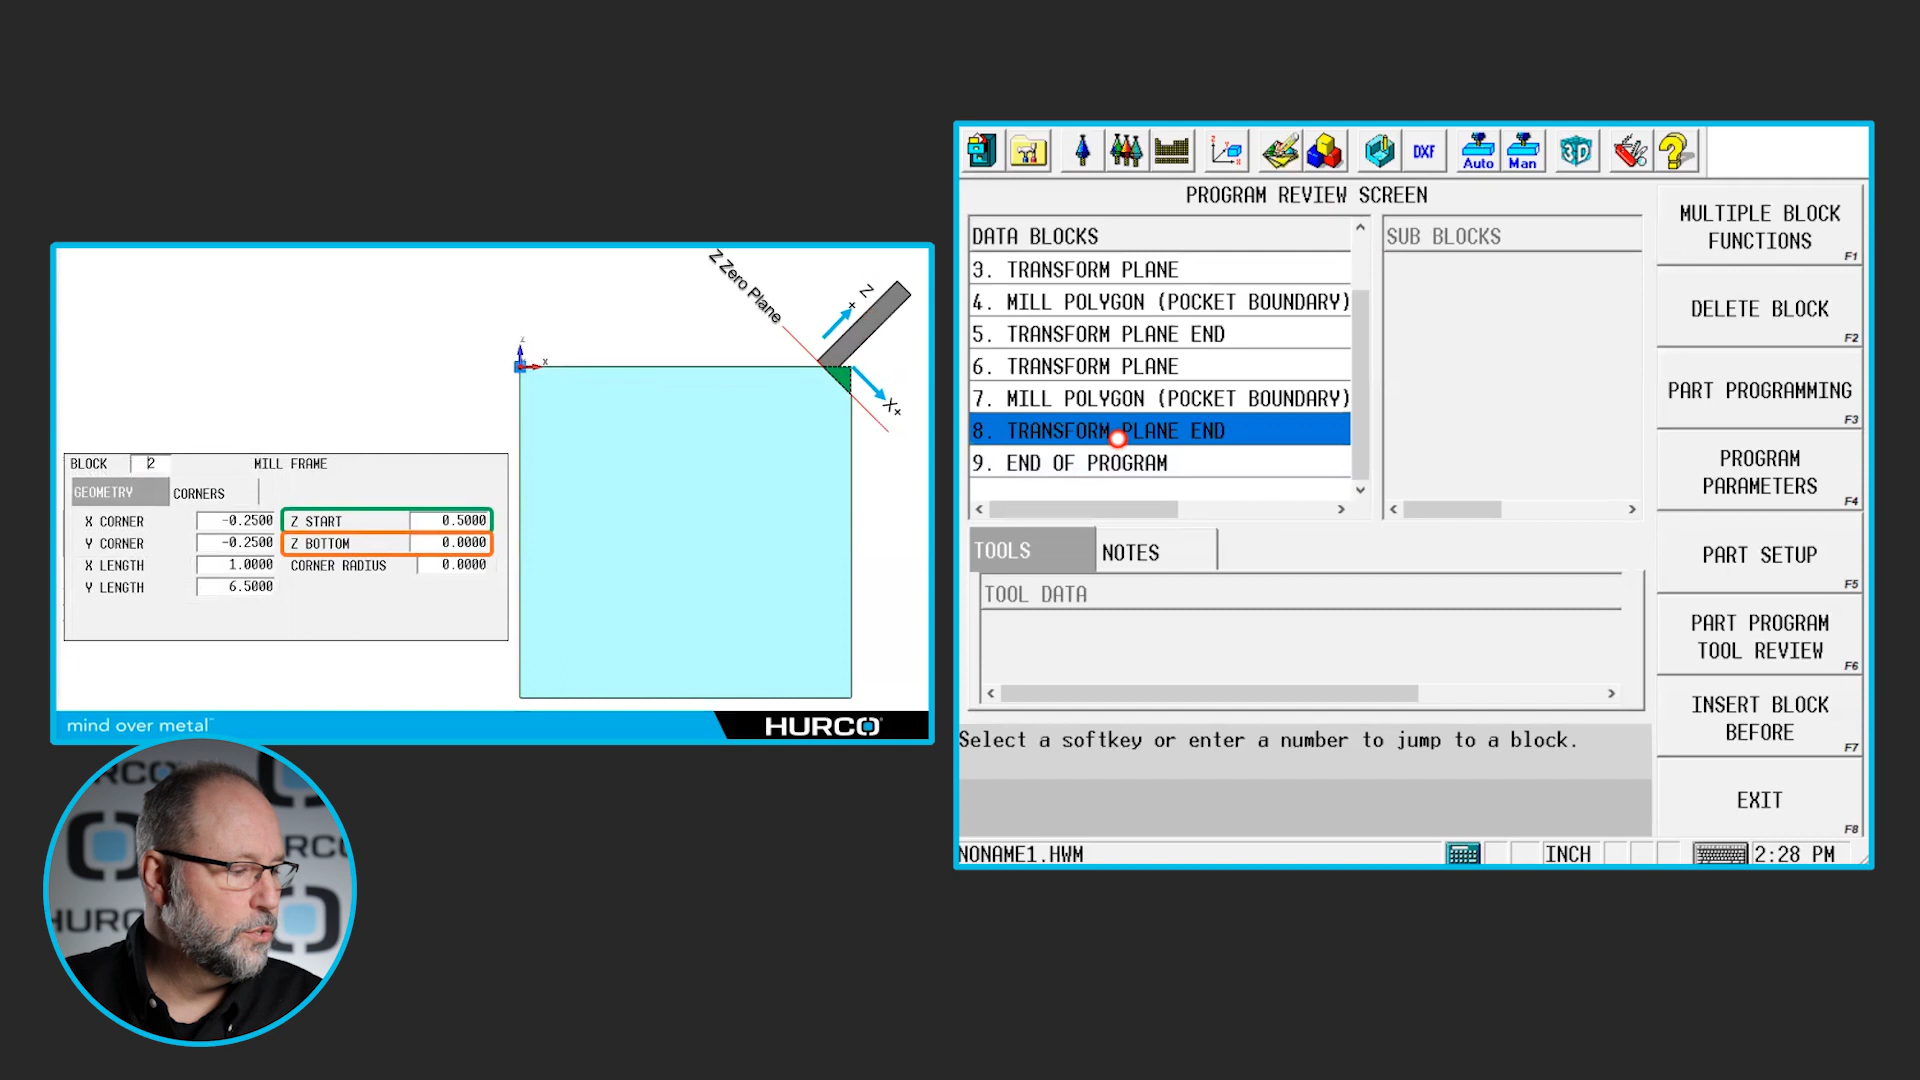 Z Zero Plane
Z
+
X+
z
x
BLOCK 2 MILL FRAME
GEOMETRY CORNERS
X CORNER -0.2500 Z START 0.5000
Y CORNER -0.2500 Z BOTTOM 0.0000
X LENGTH 1.0000 CORNER RADIUS 0.0000
Y LENGTH 6.5000
mind over metal
HURCO
HURCO
RCO
HURCO
DXF
Auto
Man
3D
PROGRAM REVIEW SCREEN
DATA BLOCKS
3. TRANSFORM PLANE
4. MILL POLYGON (POCKET BOUNDARY)
5. TRANSFORM PLANE END
6. TRANSFORM PLANE
7. MILL POLYGON (POCKET BOUNDARY)
8. TRANSFORM PLANE END
9. END OF PROGRAM
SUB BLOCKS
TOOLS NOTES
TOOL DATA
Select a softkey or enter a number to jump to a block.
NONAME1.HWM INCH 2:28 PM
MULTIPLE BLOCK
FUNCTIONS
F1
DELETE BLOCK
F2
PART PROGRAMMING
F3
PROGRAM
PARAMETERS
F4
PART SETUP
F5
PART PROGRAM
TOOL REVIEW
F6
INSERT BLOCK
BEFORE
F7
EXIT
F8